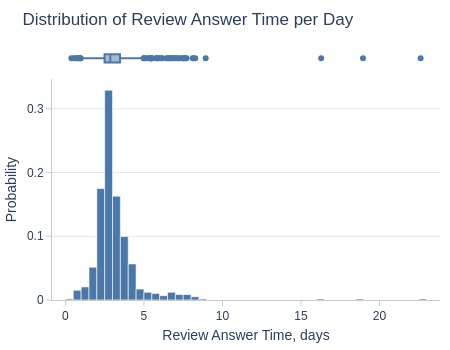 Distribution of Review Answer Time per Day
0.3
0.2
0.1
0
Probability
0 5 10 15 20
Review Answer Time, days